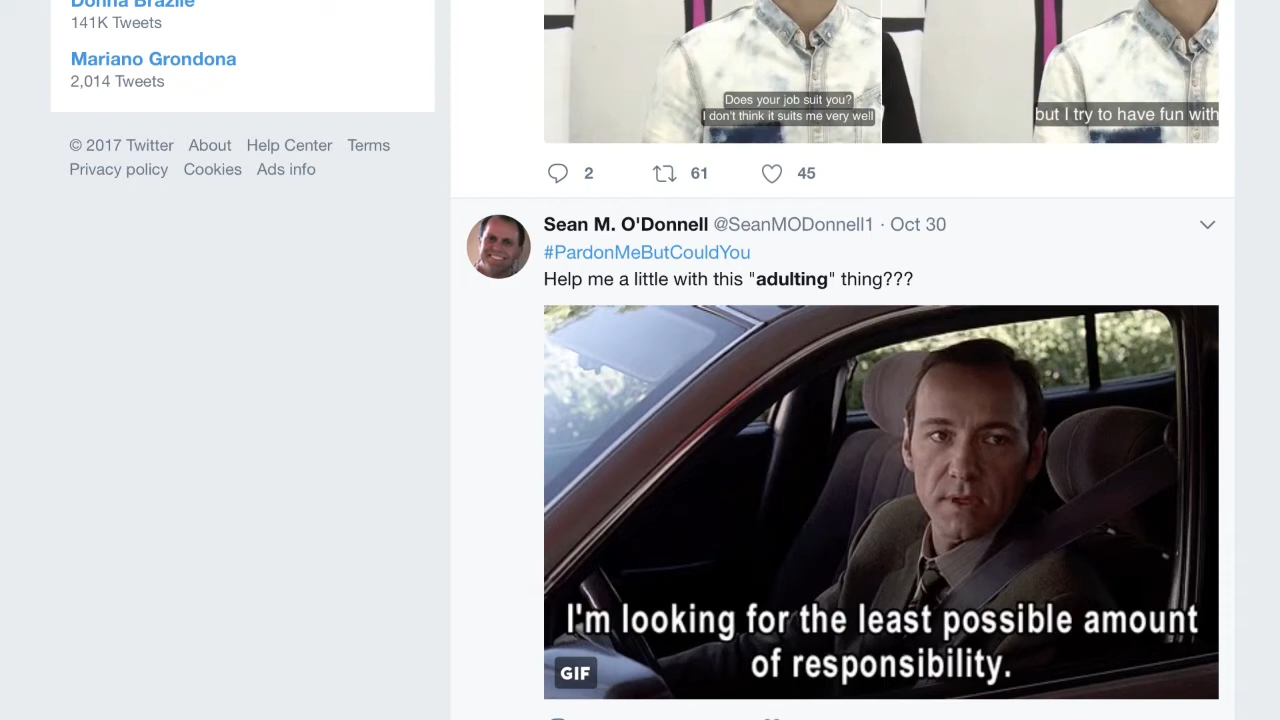 Donna Brazile
141K Tweets
Mariano Grondona
2,014 Tweets
© 2017 Twitter About Help Center Terms
Privacy policy Cookies Ads info
Does your job suit you?
I don't think it suits me very well
but I try to have fun with
2 61 45
Sean M. O'Donnell @SeanMODonnell1 · Oct 30
#PardonMeButCouldYou
Help me a little with this "adulting" thing???
I'm looking for the least possible amount
of responsibility.
GIF